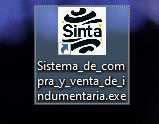 Sinta
Sistema_de_com
pra_y_venta_de_i
ndumentaria.exe